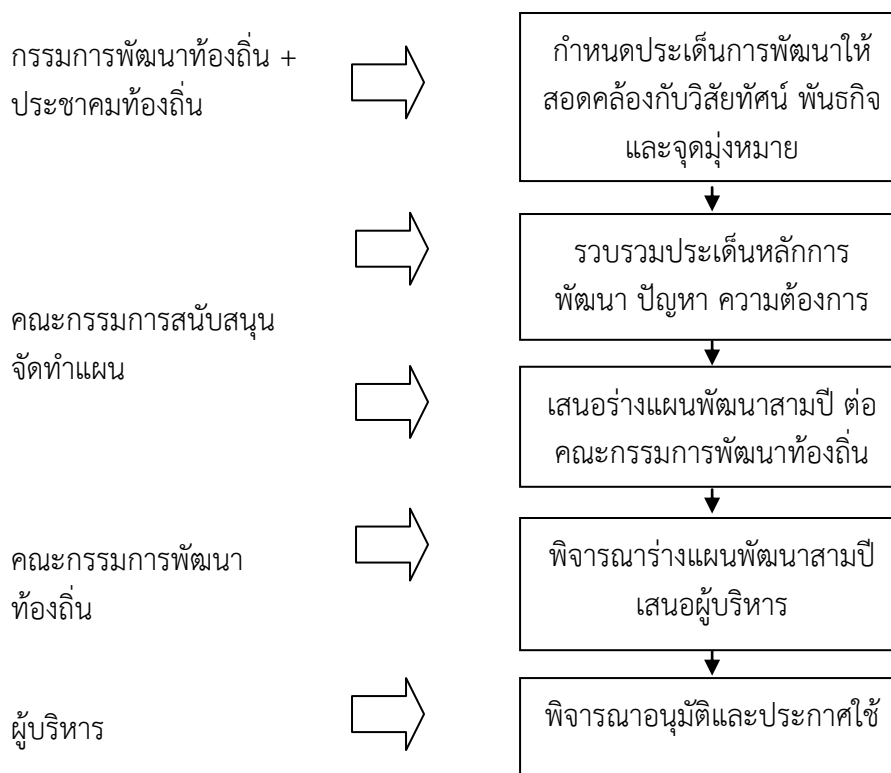 กรรมการพัฒนาท้องถิ่น +
ประชาคมท้องถิ่น
กำหนดประเด็นการพัฒนาให้
สอดคล้องกับวิสัยทัศน์ พันธกิจ
และจุดมุ่งหมาย
คณะกรรมการสนับสนุน
จัดทำแผน
รวบรวมประเด็นหลักการ
พัฒนา ปัญหา ความต้องการ
เสนอร่างแผนพัฒนาสามปี ต่อ
คณะกรรมการพัฒนาท้องถิ่น
คณะกรรมการพัฒนา
ท้องถิ่น
พิจารณาร่างแผนพัฒนาสามปี
เสนอผู้บริหาร
ผู้บริหาร
พิจารณาอนุมัติและประกาศใช้